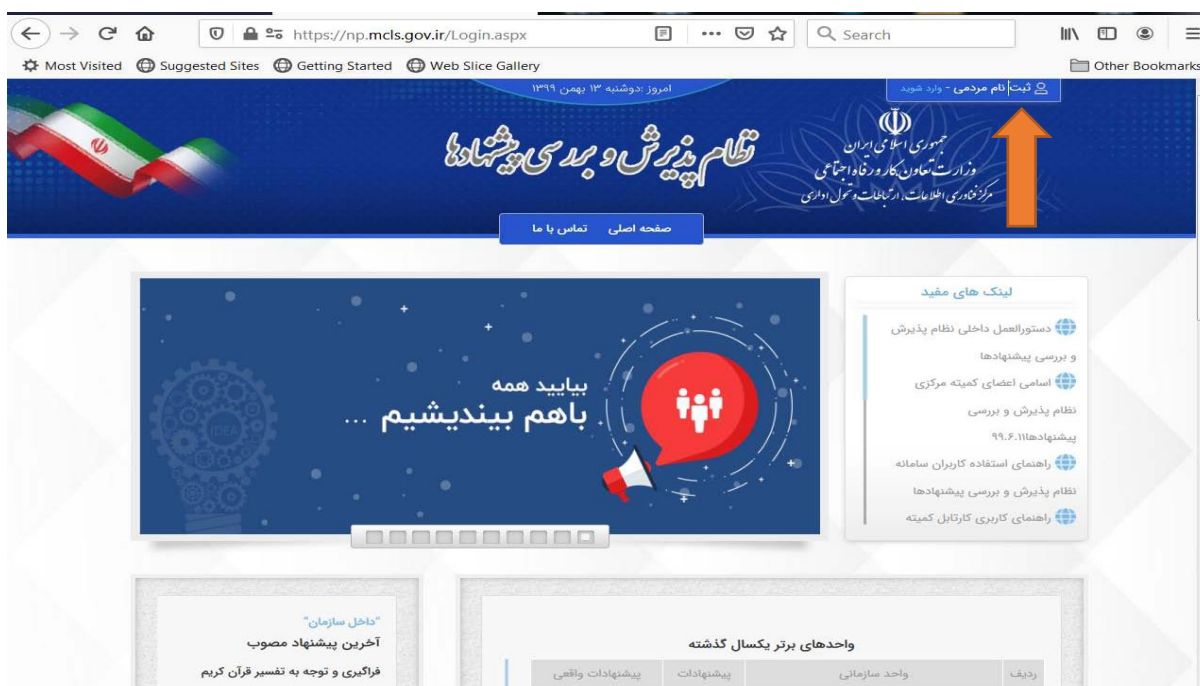 https://np.mcls.gov.ir/Login.aspx
Search
Most Visited
Suggested Sites
Getting Started
Web Slice Gallery
Other Bookmarks
ثبت نام مردمی - وارد شوید
امروز :دوشنبه ۱۳ بهمن ۱۳۹۹
جمهوری اسلامی ایران
وزارت تعاون، کار و رفاه اجتماعی
مرکز فناوری اطلاعات، ارتباطات و تحول اداری
نظام پذیرش و بررسی پیشنهادها
صفحه اصلی
تماس با ما
لینک های مفید
دستورالعمل داخلی نظام پذیرش
و بررسی پیشنهادها
اسامی اعضای کمیته مرکزی
نظام پذیرش و بررسی
پیشنهادها۹۹.۶.۱۱
راهنمای استفاده کاربران سامانه
نظام پذیرش و بررسی پیشنهادها
راهنمای کاربری کارتابل کمیته
بیایید همه
باهم بیندیشیم ...
IDEA
واحدهای برتر یکسال گذشته
ردیف
واحد سازمانی
پیشنهادات
پیشنهادات واقعی
"داخل سازمان"
آخرین پیشنهاد مصوب
فراگیری و توجه به تفسیر قرآن کریم